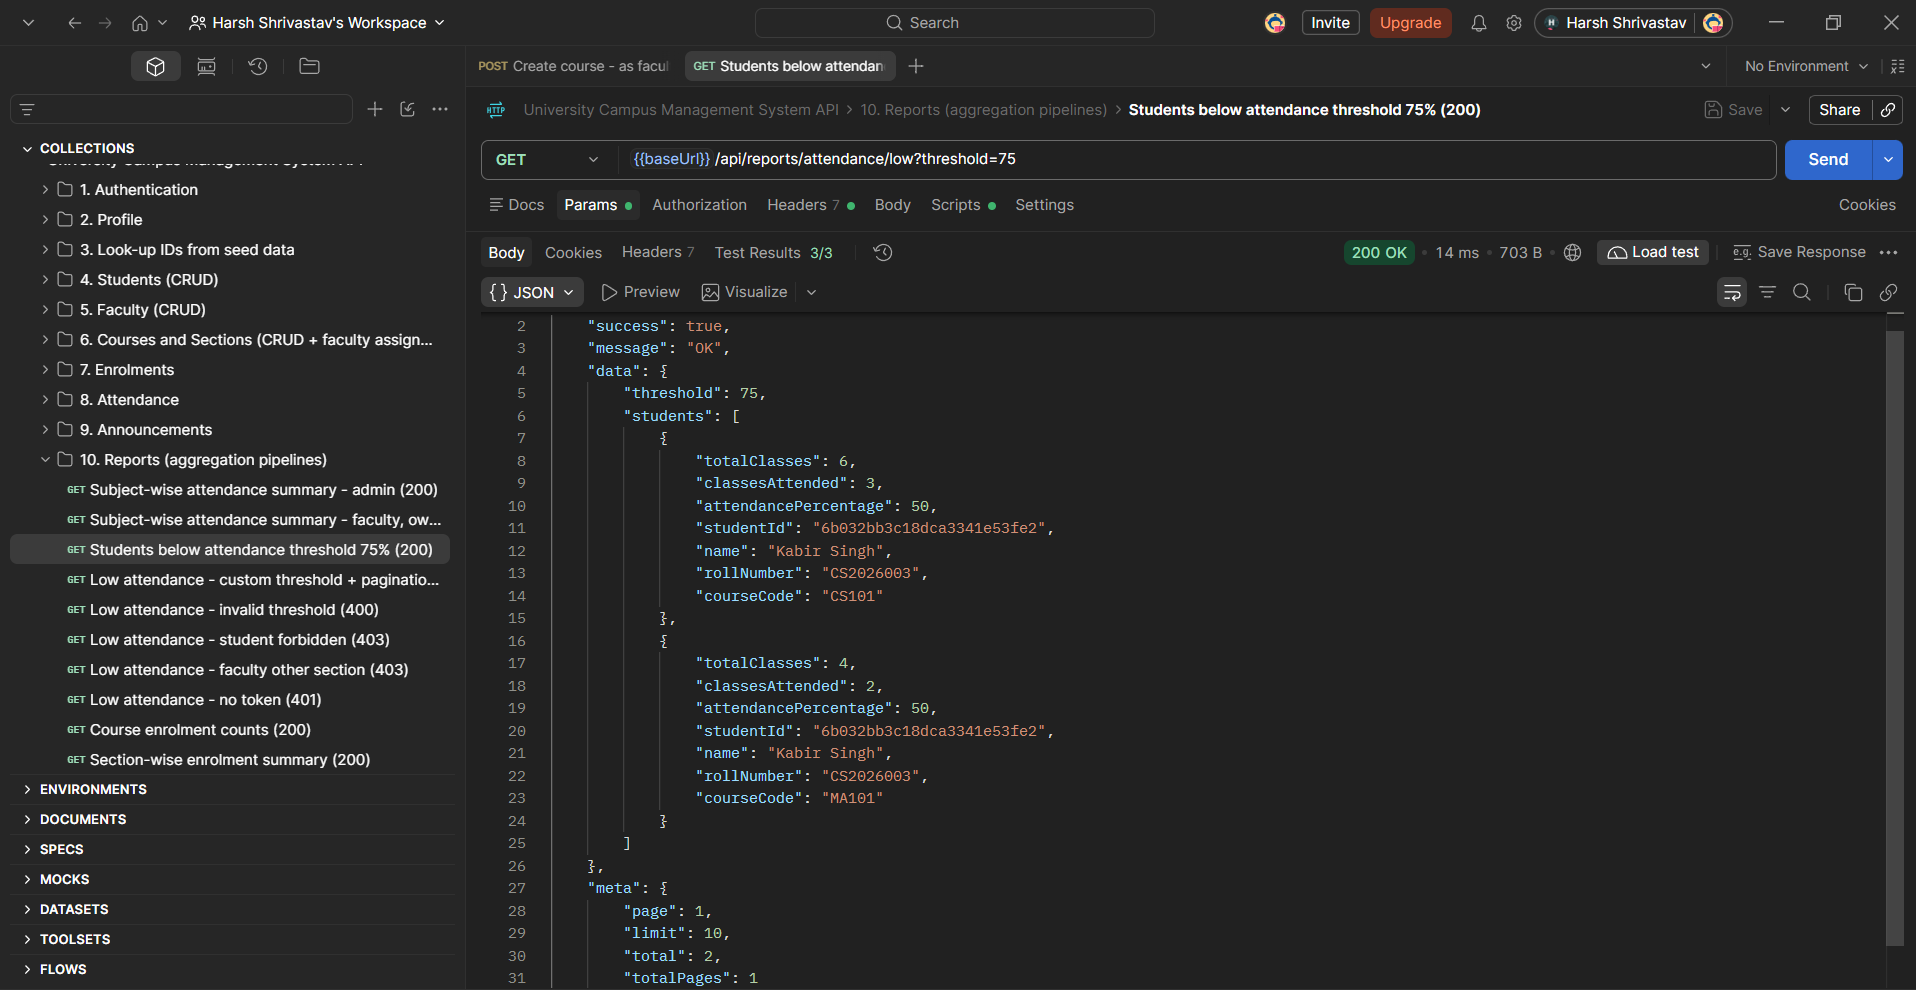 Harsh Shrivastav's Workspace
Search
Invite
Upgrade
H
Harsh Shrivastav
POST Create course - as facul
GET Students below attendan
No Environment
HTTP
University Campus Management System API > 10. Reports (aggregation pipelines) > Students below attendance threshold 75% (200)
Save
Share
COLLECTIONS
University Campus Management System API
1. Authentication
2. Profile
3. Look-up IDs from seed data
4. Students (CRUD)
5. Faculty (CRUD)
6. Courses and Sections (CRUD + faculty assign...
7. Enrolments
8. Attendance
9. Announcements
10. Reports (aggregation pipelines)
GET Subject-wise attendance summary - admin (200)
GET Subject-wise attendance summary - faculty, ow...
GET Students below attendance threshold 75% (200)
GET Low attendance - custom threshold + paginatio...
GET Low attendance - invalid threshold (400)
GET Low attendance - student forbidden (403)
GET Low attendance - faculty other section (403)
GET Low attendance - no token (401)
GET Course enrolment counts (200)
GET Section-wise enrolment summary (200)
ENVIRONMENTS
DOCUMENTS
SPECS
MOCKS
DATASETS
TOOLSETS
FLOWS
GET
{{baseUrl}} /api/reports/attendance/low?threshold=75
Send
Docs
Params
Authorization
Headers 7
Body
Scripts
Settings
Cookies
Body
Cookies
Headers 7
Test Results 3/3
200 OK
14 ms
703 B
Load test
e.g. Save Response
{} JSON
Preview
Visualize
2 "success": true,
3 "message": "OK",
4 "data": {
5 "threshold": 75,
6 "students": [
7 {
8 "totalClasses": 6,
9 "classesAttended": 3,
10 "attendancePercentage": 50,
11 "studentId": "6b032bb3c18dca3341e53fe2",
12 "name": "Kabir Singh",
13 "rollNumber": "CS2026003",
14 "courseCode": "CS101"
15 },
16 {
17 "totalClasses": 4,
18 "classesAttended": 2,
19 "attendancePercentage": 50,
20 "studentId": "6b032bb3c18dca3341e53fe2",
21 "name": "Kabir Singh",
22 "rollNumber": "CS2026003",
23 "courseCode": "MA101"
24 }
25 ]
26 },
27 "meta": {
28 "page": 1,
29 "limit": 10,
30 "total": 2,
31 "totalPages": 1